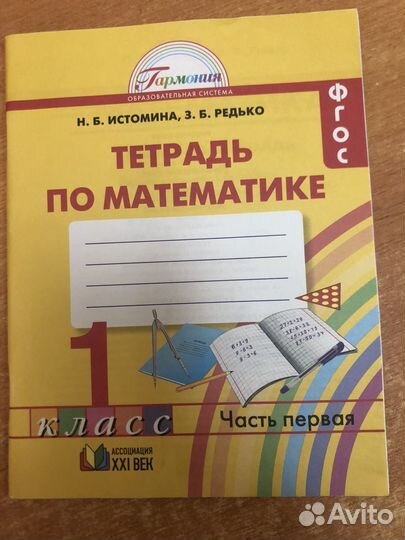 Гармония
ОБРАЗОВАТЕЛЬНАЯ СИСТЕМА
ФГОС
Н. Б. ИСТОМИНА, З. Б. РЕДЬКО
ТЕТРАДЬ
ПО МАТЕМАТИКЕ
1
класс
Часть первая
АССОЦИАЦИЯ
XXI ВЕК
Avito